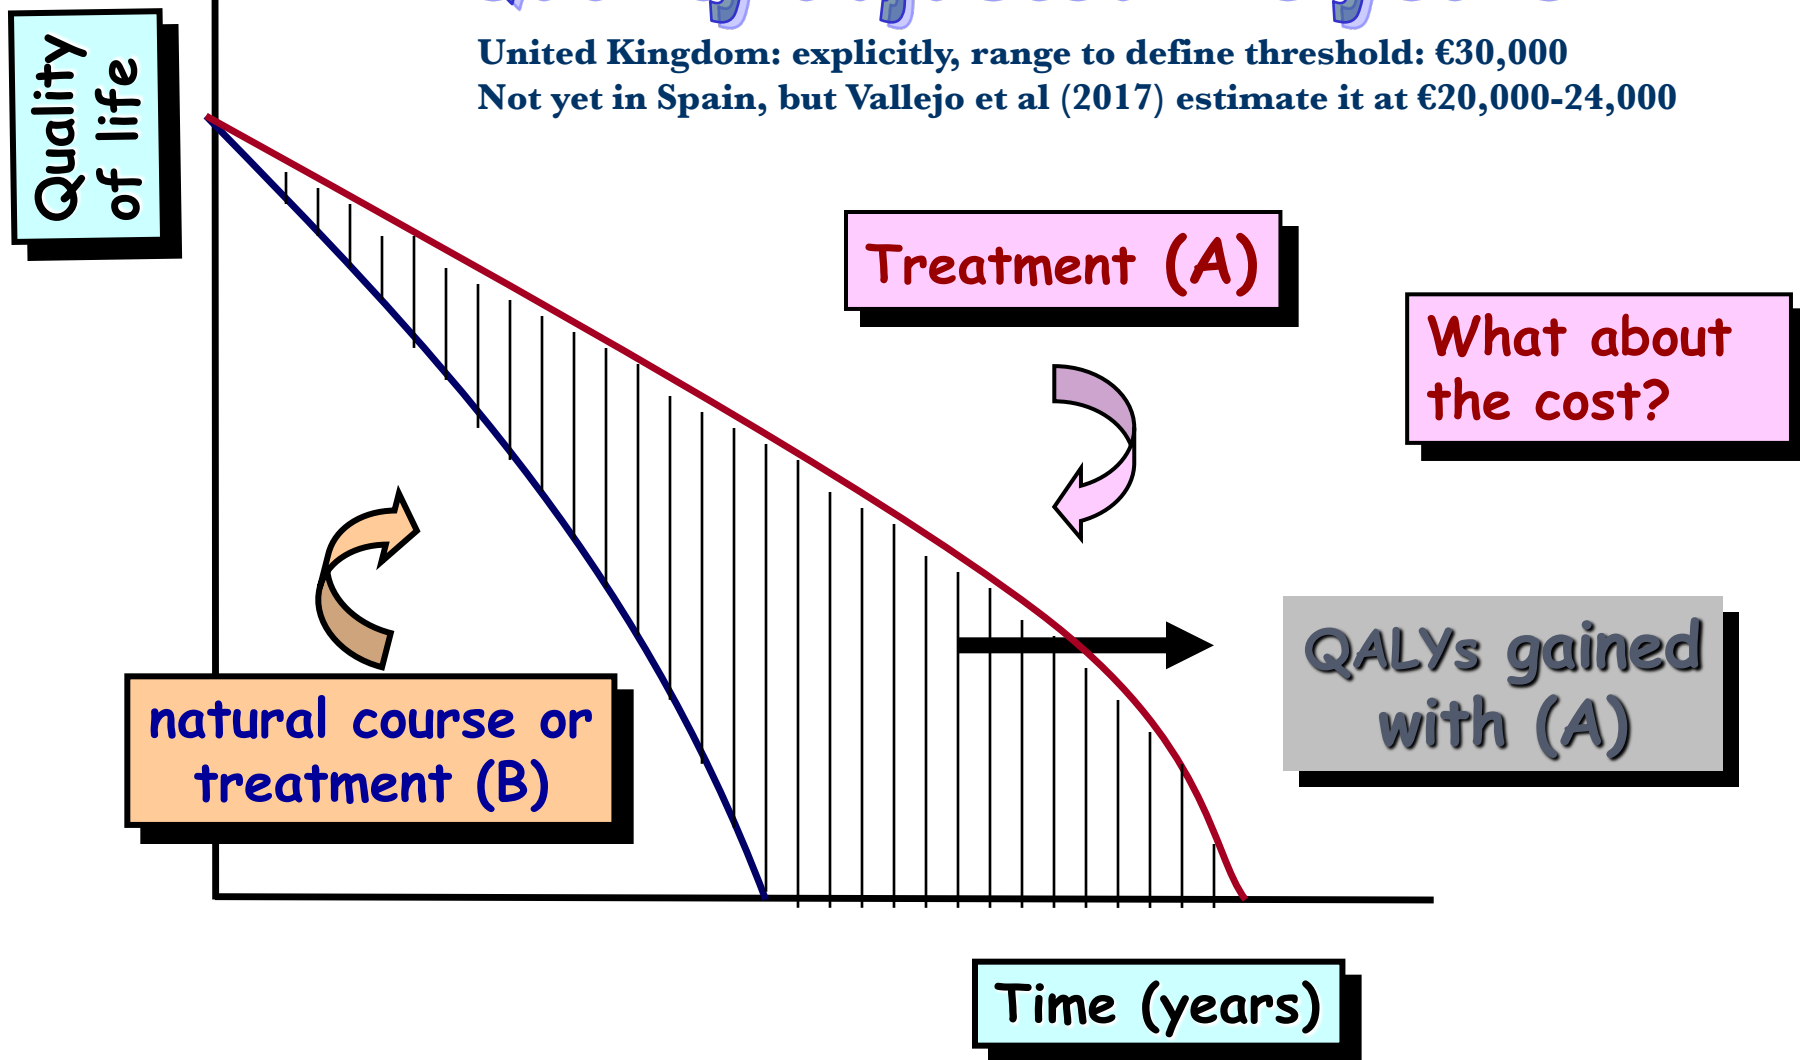 United Kingdom: explicitly, range to define threshold: €30,000
Not yet in Spain, but Vallejo et al (2017) estimate it at €20,000-24,000
Quality
of life
Treatment (A)
What about
the cost?
QALYs gained
with (A)
natural course or
treatment (B)
Time (years)